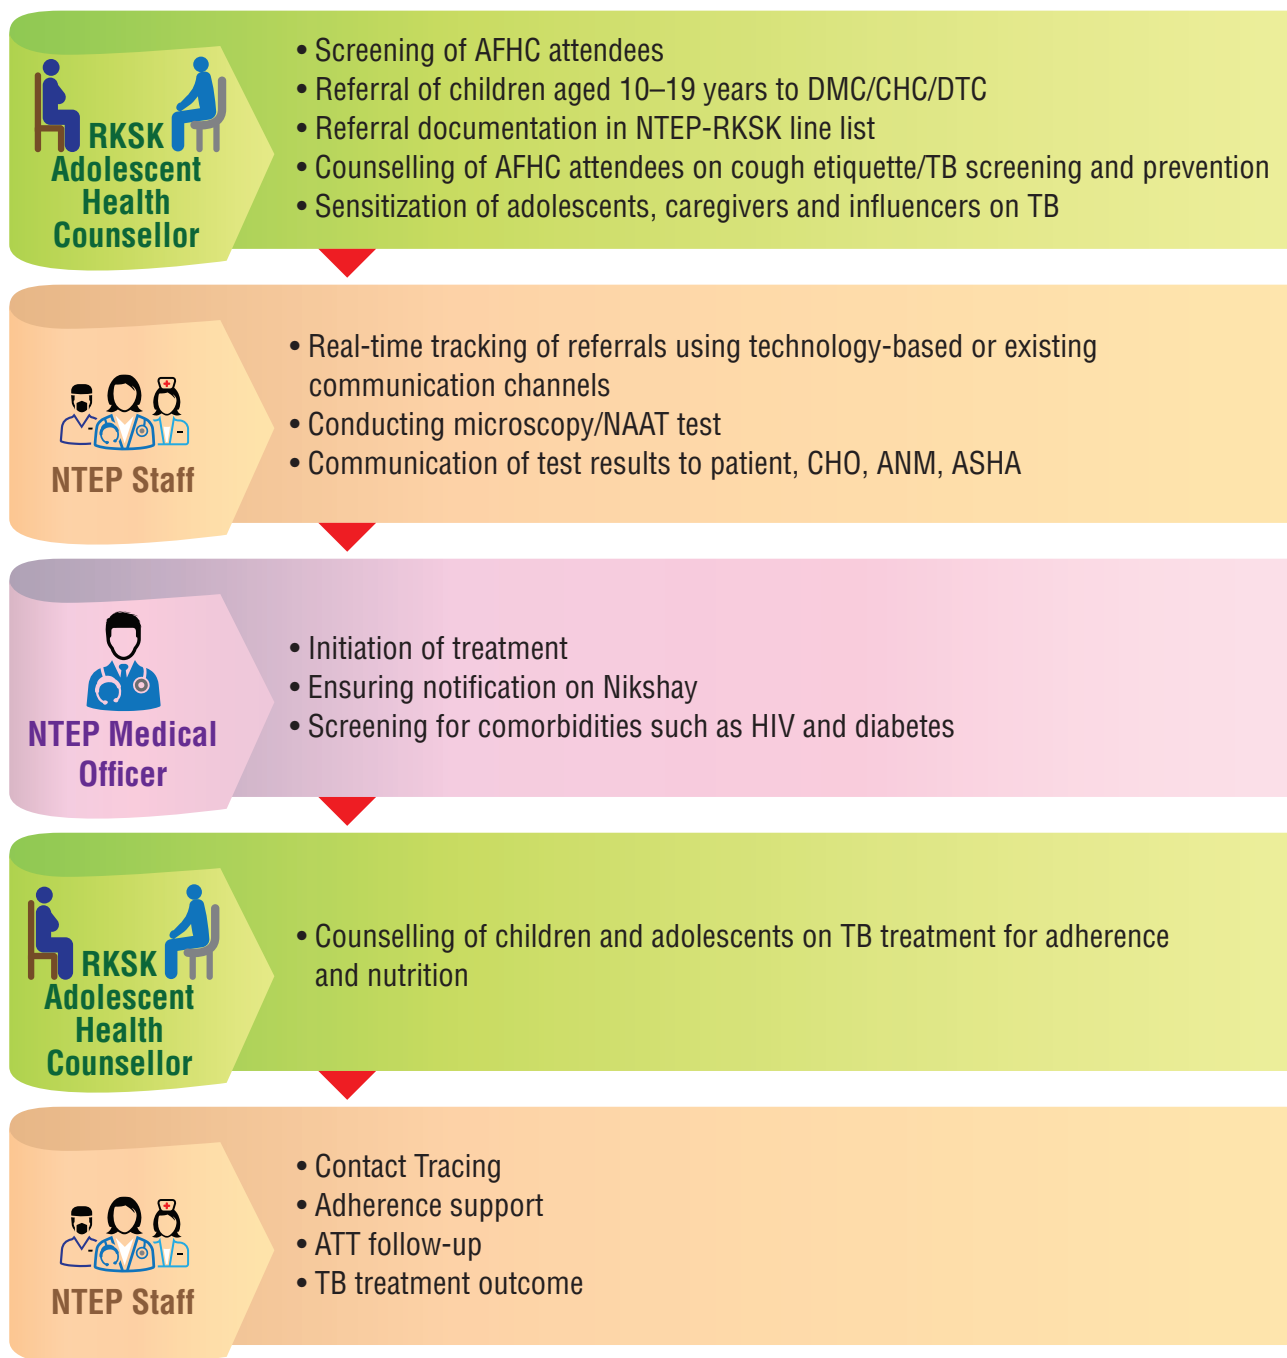 RKSK
Adolescent
Health
Counsellor
• Screening of AFHC attendees
• Referral of children aged 10–19 years to DMC/CHC/DTC
• Referral documentation in NTEP-RKSK line list
• Counselling of AFHC attendees on cough etiquette/TB screening and prevention
• Sensitization of adolescents, caregivers and influencers on TB
NTEP Staff
• Real-time tracking of referrals using technology-based or existing
communication channels
• Conducting microscopy/NAAT test
• Communication of test results to patient, CHO, ANM, ASHA
NTEP Medical
Officer
• Initiation of treatment
• Ensuring notification on Nikshay
• Screening for comorbidities such as HIV and diabetes
RKSK
Adolescent
Health
Counsellor
• Counselling of children and adolescents on TB treatment for adherence
and nutrition
NTEP Staff
• Contact Tracing
• Adherence support
• ATT follow-up
• TB treatment outcome